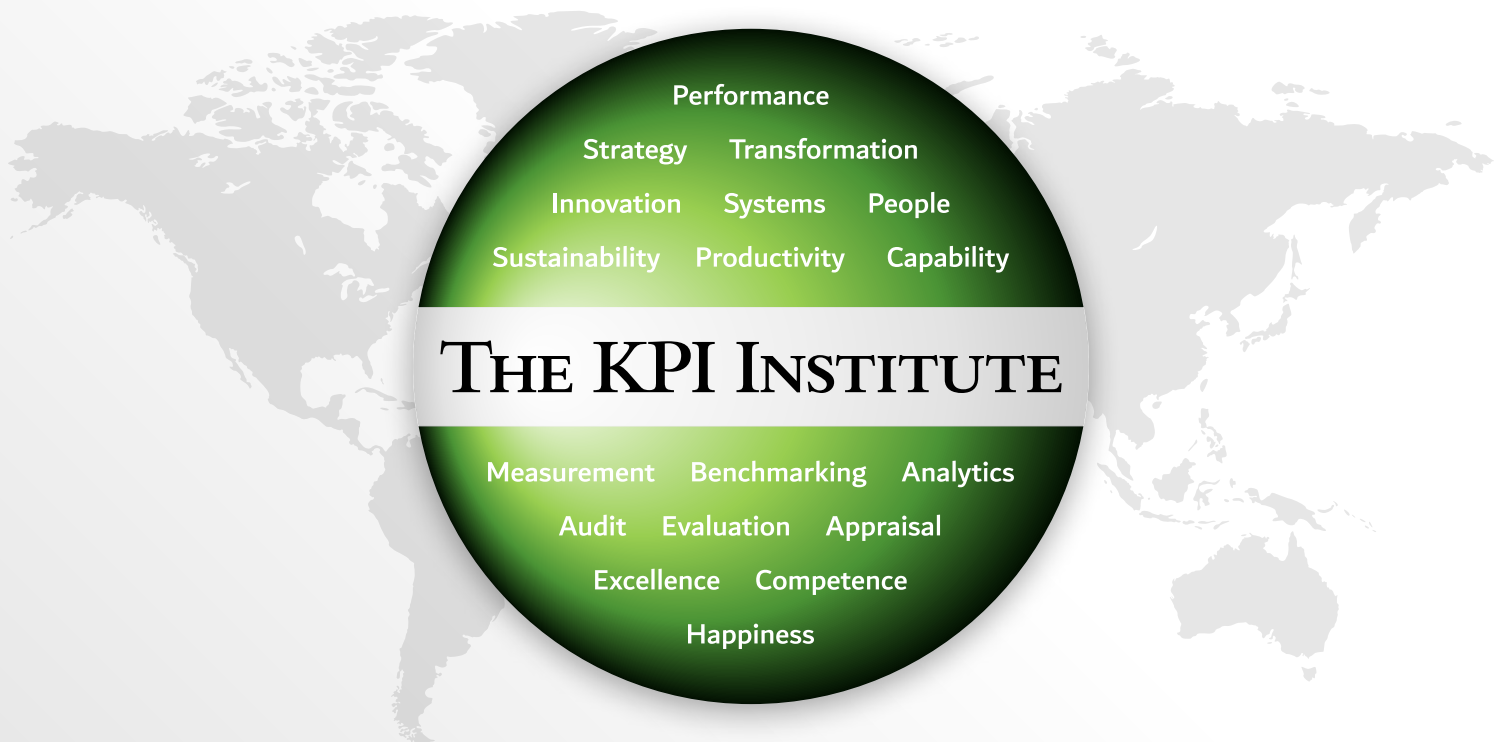 Performance
Strategy Transformation
Innovation Systems People
Sustainability Productivity Capability
The KPI Institute
Measurement Benchmarking Analytics
Audit Evaluation Appraisal
Excellence Competence
Happiness